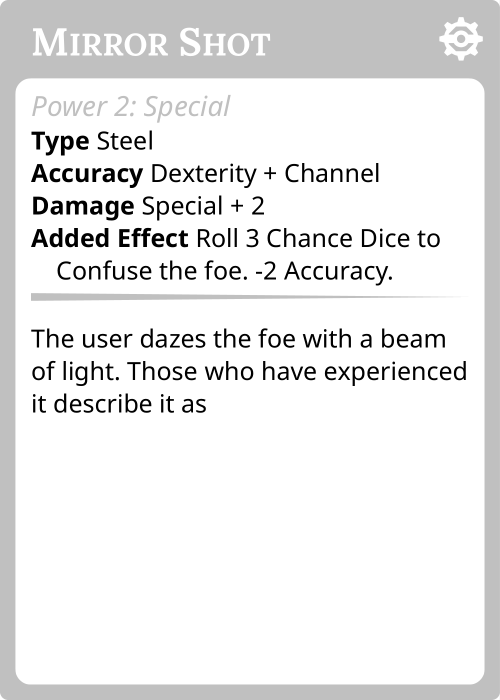 Mirror Shot
Power 2: Special
Type Steel
Accuracy Dexterity + Channel
Damage Special + 2
Added Effect Roll 3 Chance Dice to
Confuse the foe. -2 Accuracy.
The user dazes the foe with a beam
of light. Those who have experienced
it describe it as